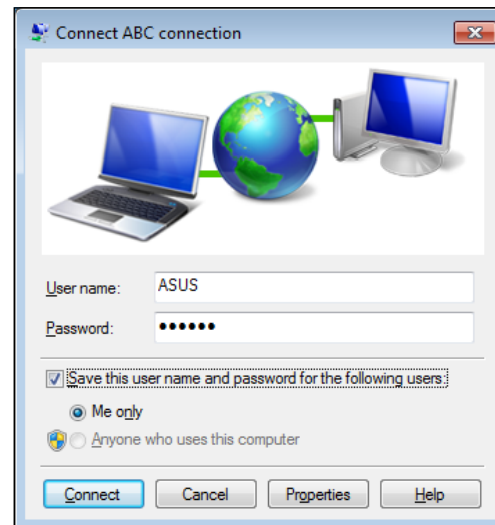 Connect ABC connection
User name: ASUS
Password: ••••••
Save this user name and password for the following users:
Me only
Anyone who uses this computer
Connect Cancel Properties Help